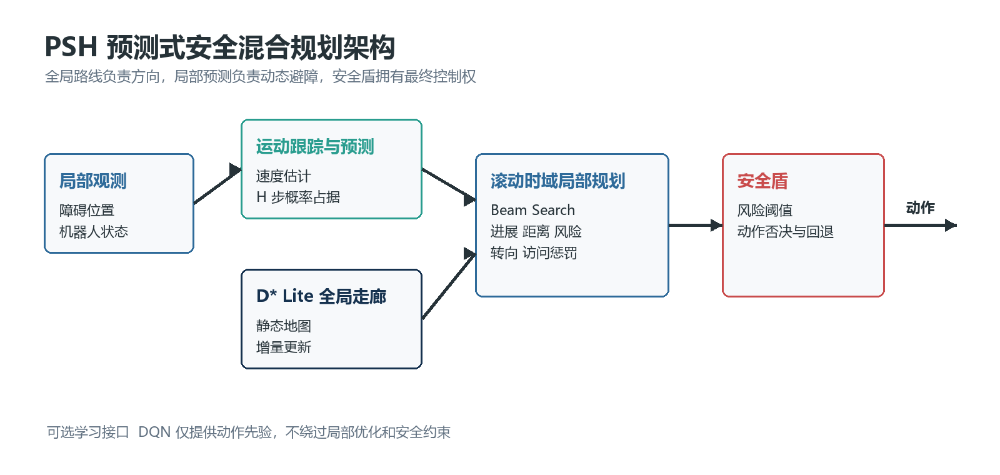 PSH 预测式安全混合规划架构
全局路线负责方向，局部预测负责动态避障，安全盾拥有最终控制权
局部观测
障碍位置
机器人状态
运动跟踪与预测
速度估计
H 步概率占据
D* Lite 全局走廊
静态地图
增量更新
滚动时域局部规划
Beam Search
进展 距离 风险
转向 访问惩罚
安全盾
风险阈值
动作否决与回退
动作
可选学习接口  DQN 仅提供动作先验，不绕过局部优化和安全约束